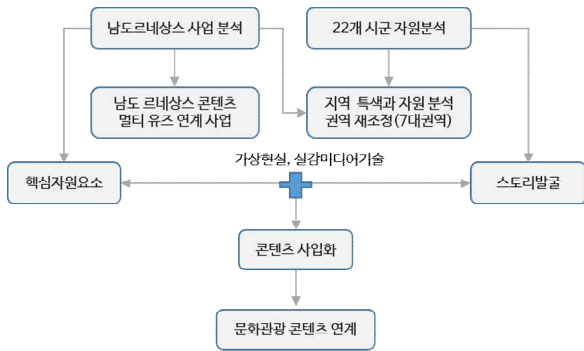 남도르네상스 사업 분석
22개 시군 자원분석
남도 르네상스 콘텐츠
멀티 유즈 연계 사업
지역 특색과 자원 분석
권역 재조정(7대권역)
가상현실, 실감미디어기술
핵심자원요소
스토리발굴
콘텐츠 사업화
문화관광 콘텐츠 연계